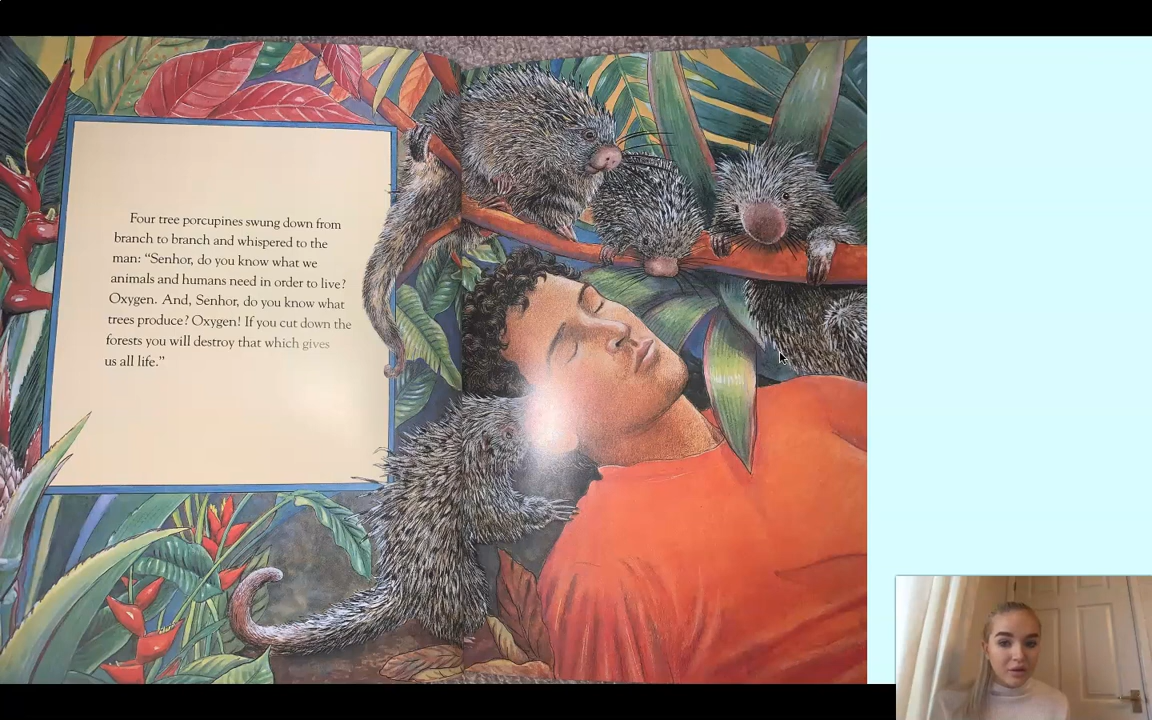 Four tree porcupines swung down from
branch to branch and whispered to the
man: “Senhor, do you know what we
animals and humans need in order to live?
Oxygen. And, Senhor, do you know what
trees produce? Oxygen! If you cut down the
forests you will destroy that which gives
us all life.”